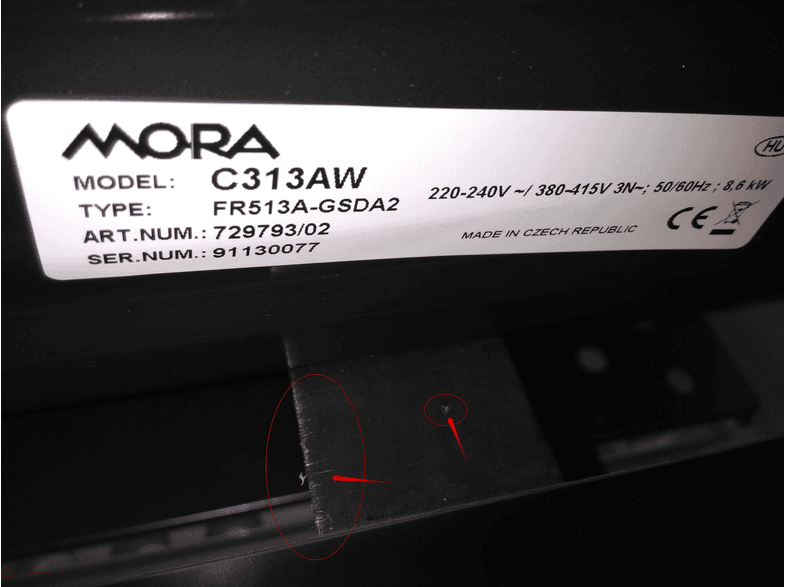 MORA
HU
MODEL: C313AW
TYPE: FR513A-GSDA2
220-240V ~/ 380-415V 3N~; 50/60Hz ; 8,6 kW
ART.NUM.: 729793/02
MADE IN CZECH REPUBLIC
CE
SER.NUM.: 91130077